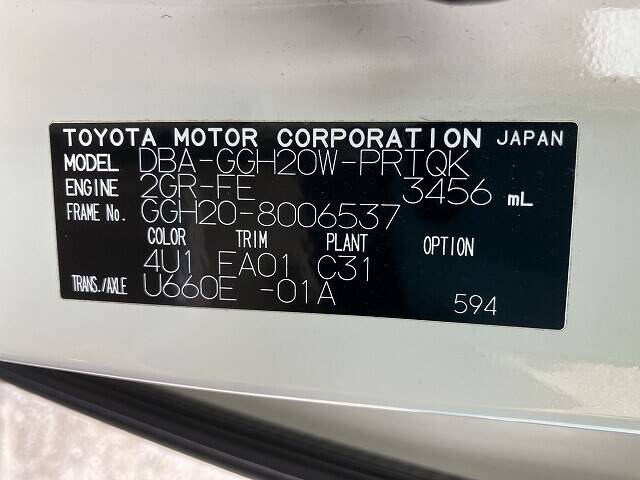 TOYOTA MOTOR CORPORATION JAPAN
MODEL DBA-GGH20W-PRTQK
ENGINE 2GR-FE 3456 mL
FRAME No. GGH20-8006537
COLOR TRIM PLANT OPTION
4U1 FA01 C31
TRANS./AXLE U660E -01A 594